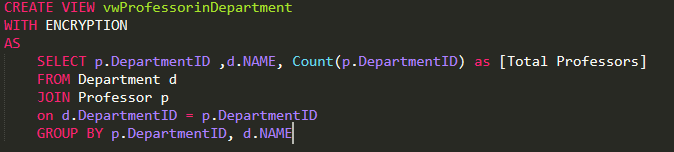 CREATE VIEW vwProfessorinDepartment
WITH ENCRYPTION
AS
    SELECT p.DepartmentID ,d.NAME, Count(p.DepartmentID) as [Total Professors]
    FROM Department d
    JOIN Professor p
    on d.DepartmentID = p.DepartmentID
    GROUP BY p.DepartmentID, d.NAME